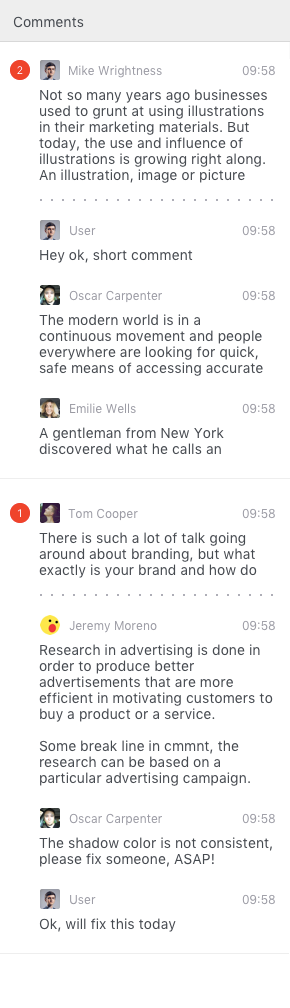 Comments
2 Mike Wrightness 09:58
Not so many years ago businesses
used to grunt at using illustrations
in their marketing materials. But
today, the use and influence of
illustrations is growing right along.
An illustration, image or picture
User 09:58
Hey ok, short comment
Oscar Carpenter 09:58
The modern world is in a
continuous movement and people
everywhere are looking for quick,
safe means of accessing accurate
Emilie Wells 09:58
A gentleman from New York
discovered what he calls an
1 Tom Cooper 09:58
There is such a lot of talk going
around about branding, but what
exactly is your brand and how do
Jeremy Moreno 09:58
Research in advertising is done in
order to produce better
advertisements that are more
efficient in motivating customers to
buy a product or a service.
Some break line in cmmnt, the
research can be based on a
particular advertising campaign.
Oscar Carpenter 09:58
The shadow color is not consistent,
please fix someone, ASAP!
User 09:58
Ok, will fix this today